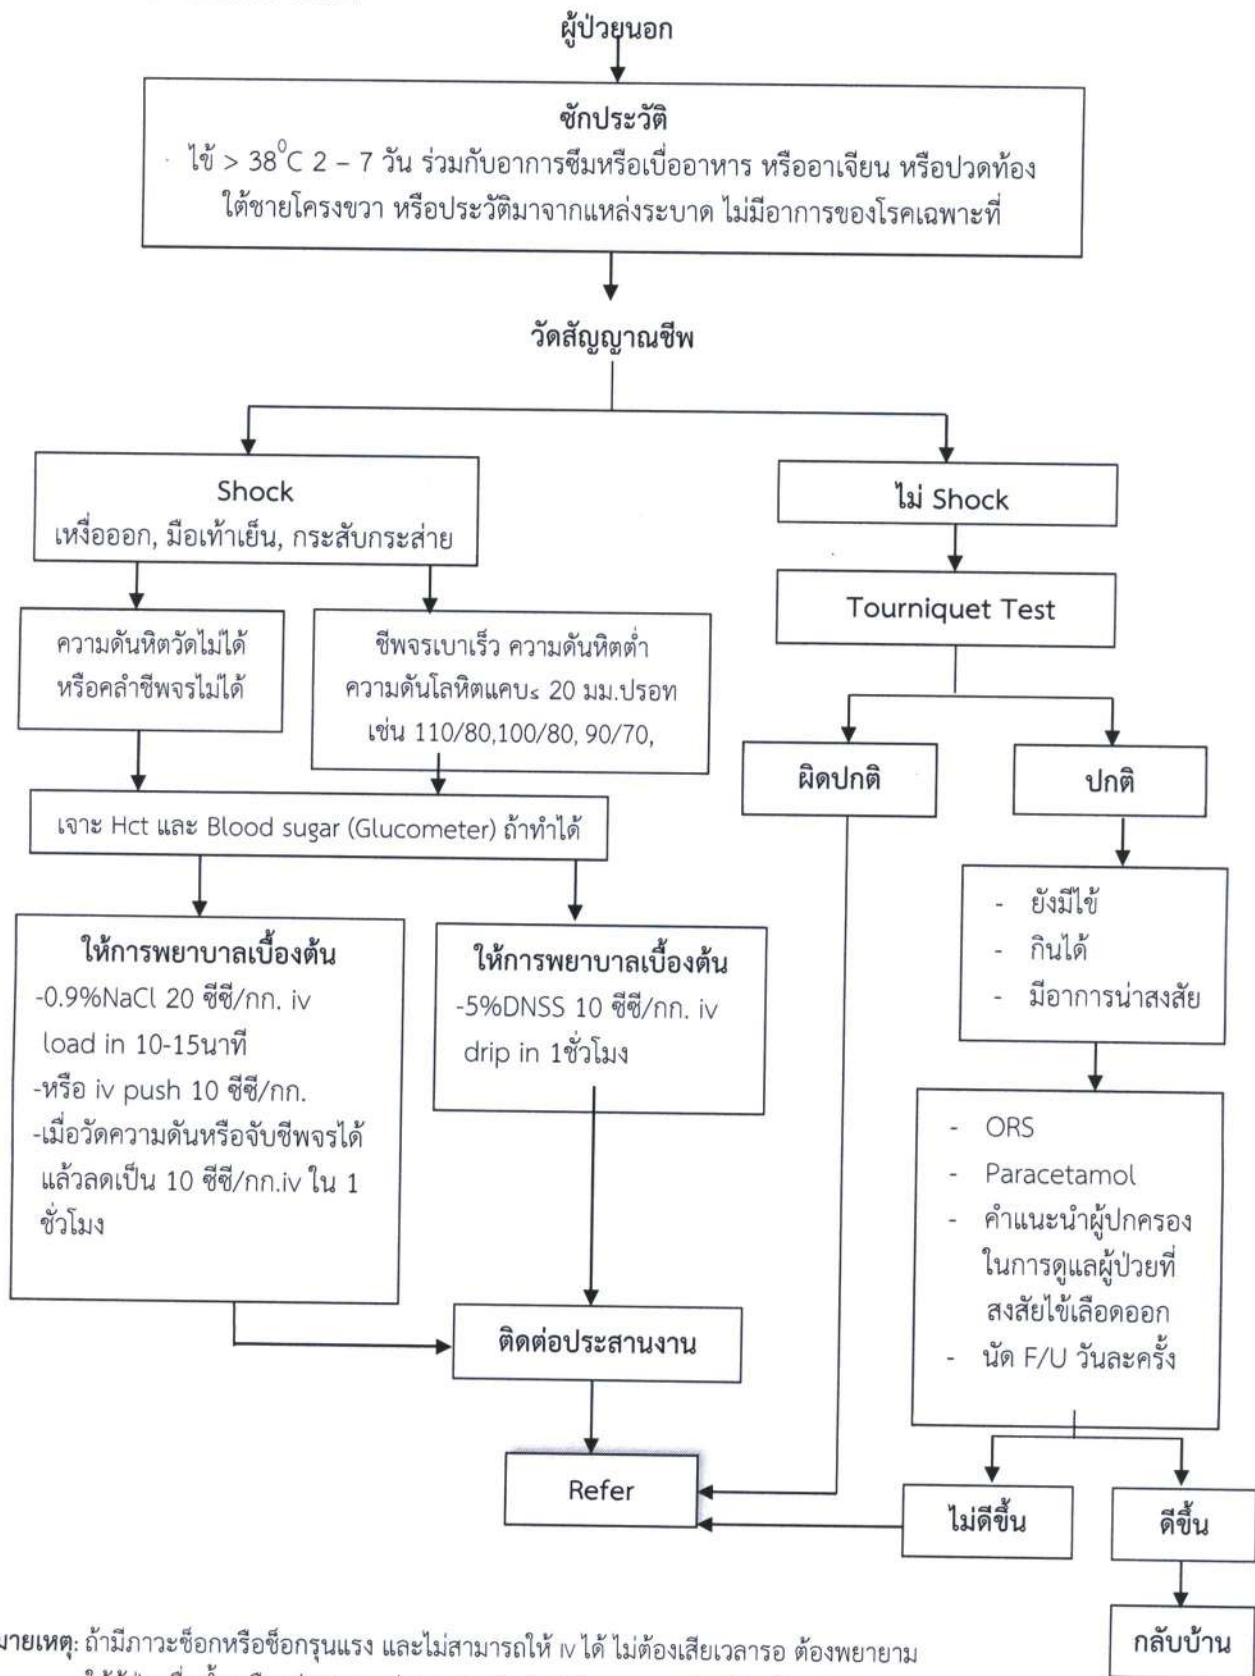 ผู้ป่วยนอก
ซักประวัติ
ไข้ > 38⁰C 2 – 7 วัน ร่วมกับอาการซึมหรือเบื่ออาหาร หรืออาเจียน หรือปวดท้อง
ใต้ชายโครงขวา หรือประวัติมาจากแหล่งระบาด ไม่มีอาการของโรคเฉพาะที่
วัดสัญญาณชีพ
Shock
เหงื่อออก, มือเท้าเย็น, กระสับกระส่าย
ไม่ Shock
ความดันหิตวัดไม่ได้
หรือคลำชีพจรไม่ได้
ชีพจรเบาเร็ว ความดันหิตต่ำ
ความดันโลหิตแคบ≤ 20 มม.ปรอท
เช่น 110/80,100/80, 90/70,
Tourniquet Test
ผิดปกติ
ปกติ
เจาะ Hct และ Blood sugar (Glucometer) ถ้าทำได้
ให้การพยาบาลเบื้องต้น
-0.9%NaCl 20 ซีซี/กก. iv
load in 10-15นาที
-หรือ iv push 10 ซีซี/กก.
-เมื่อวัดความดันหรือจับชีพจรได้
แล้วลดเป็น 10 ซีซี/กก.iv ใน 1
ชั่วโมง
ให้การพยาบาลเบื้องต้น
-5%DNSS 10 ซีซี/กก. iv
drip in 1ชั่วโมง
- ยังมีไข้
- กินได้
- มีอาการน่าสงสัย
- ORS
- Paracetamol
- คำแนะนำผู้ปกครอง
ในการดูแลผู้ป่วยที่
สงสัยไข้เลือดออก
- นัด F/U วันละครั้ง
ติดต่อประสานงาน
Refer
ไม่ดีขึ้น
ดีขึ้น
กลับบ้าน
มายเหตุ: ถ้ามีภาวะช็อกหรือช็อกรุนแรง และไม่สามารถให้ iv ได้ ไม่ต้องเสียเวลารอ ต้องพยายาม